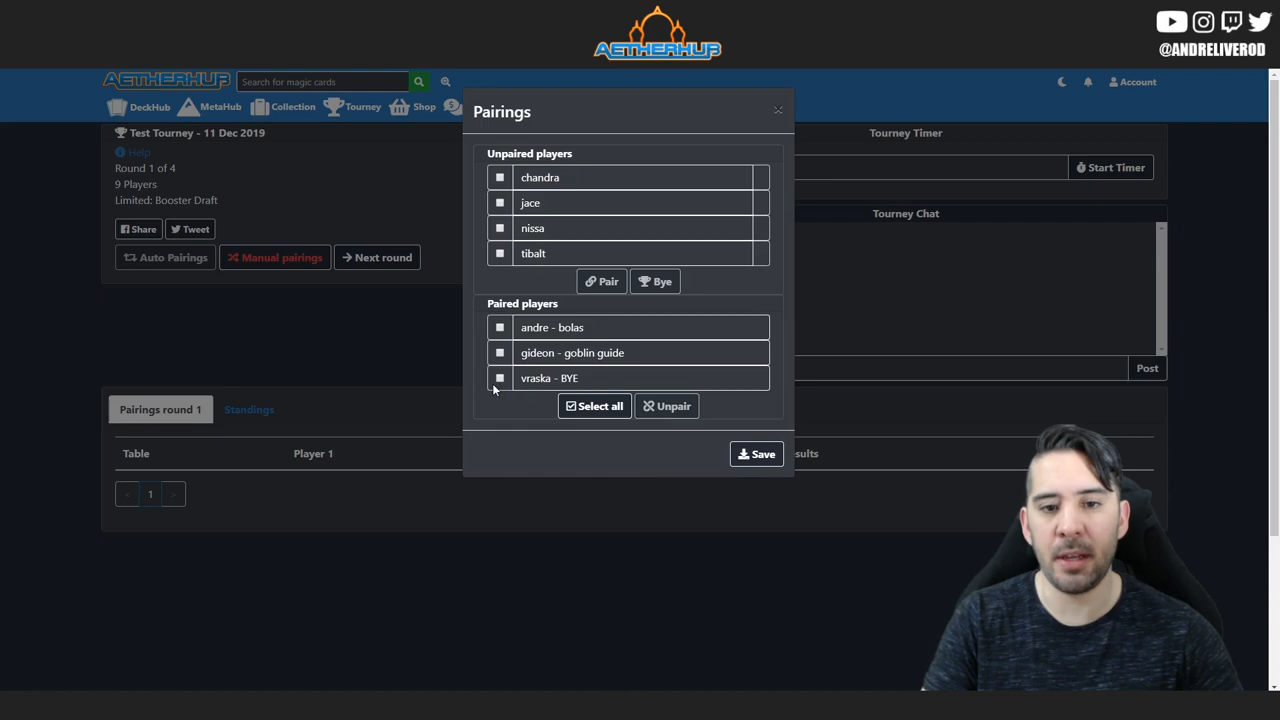 AETHERHUB
@ANDRELIVEROD
AETHERHUB
Search for magic cards
Account
DeckHub
MetaHub
Collection
Tourney
Shop
Test Tourney - 11 Dec 2019
Help
Round 1 of 4
9 Players
Limited: Booster Draft
Share
Tweet
Auto Pairings
Manual pairings
Next round
Pairings
×
Unpaired players
chandra
jace
nissa
tibalt
Pair
Bye
Paired players
andre - bolas
gideon - goblin guide
vraska - BYE
Select all
Unpair
Save
Tourney Timer
Start Timer
Tourney Chat
Post
Pairings round 1
Standings
Table
Player 1
sults
<
1
>